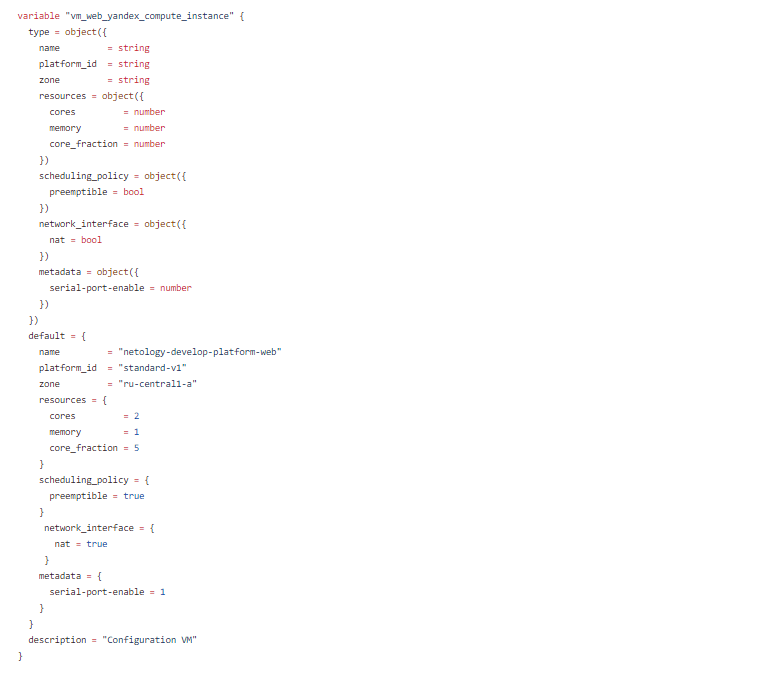 variable "vm_web_yandex_compute_instance" {
  type = object({
    name         = string
    platform_id  = string
    zone         = string
    resources = object({
      cores         = number
      memory        = number
      core_fraction = number
    })
    scheduling_policy = object({
      preemptible = bool
    })
    network_interface = object({
      nat = bool
    })
    metadata = object({
      serial-port-enable = number
    })
  })
  default = {
    name         = "netology-develop-platform-web"
    platform_id  = "standard-v1"
    zone         = "ru-central1-a"
    resources = {
      cores         = 2
      memory        = 1
      core_fraction = 5
    }
    scheduling_policy = {
      preemptible = true
    }
     network_interface = {
       nat = true
     }
    metadata = {
      serial-port-enable = 1
    }
  }
  description = "Configuration VM"
}